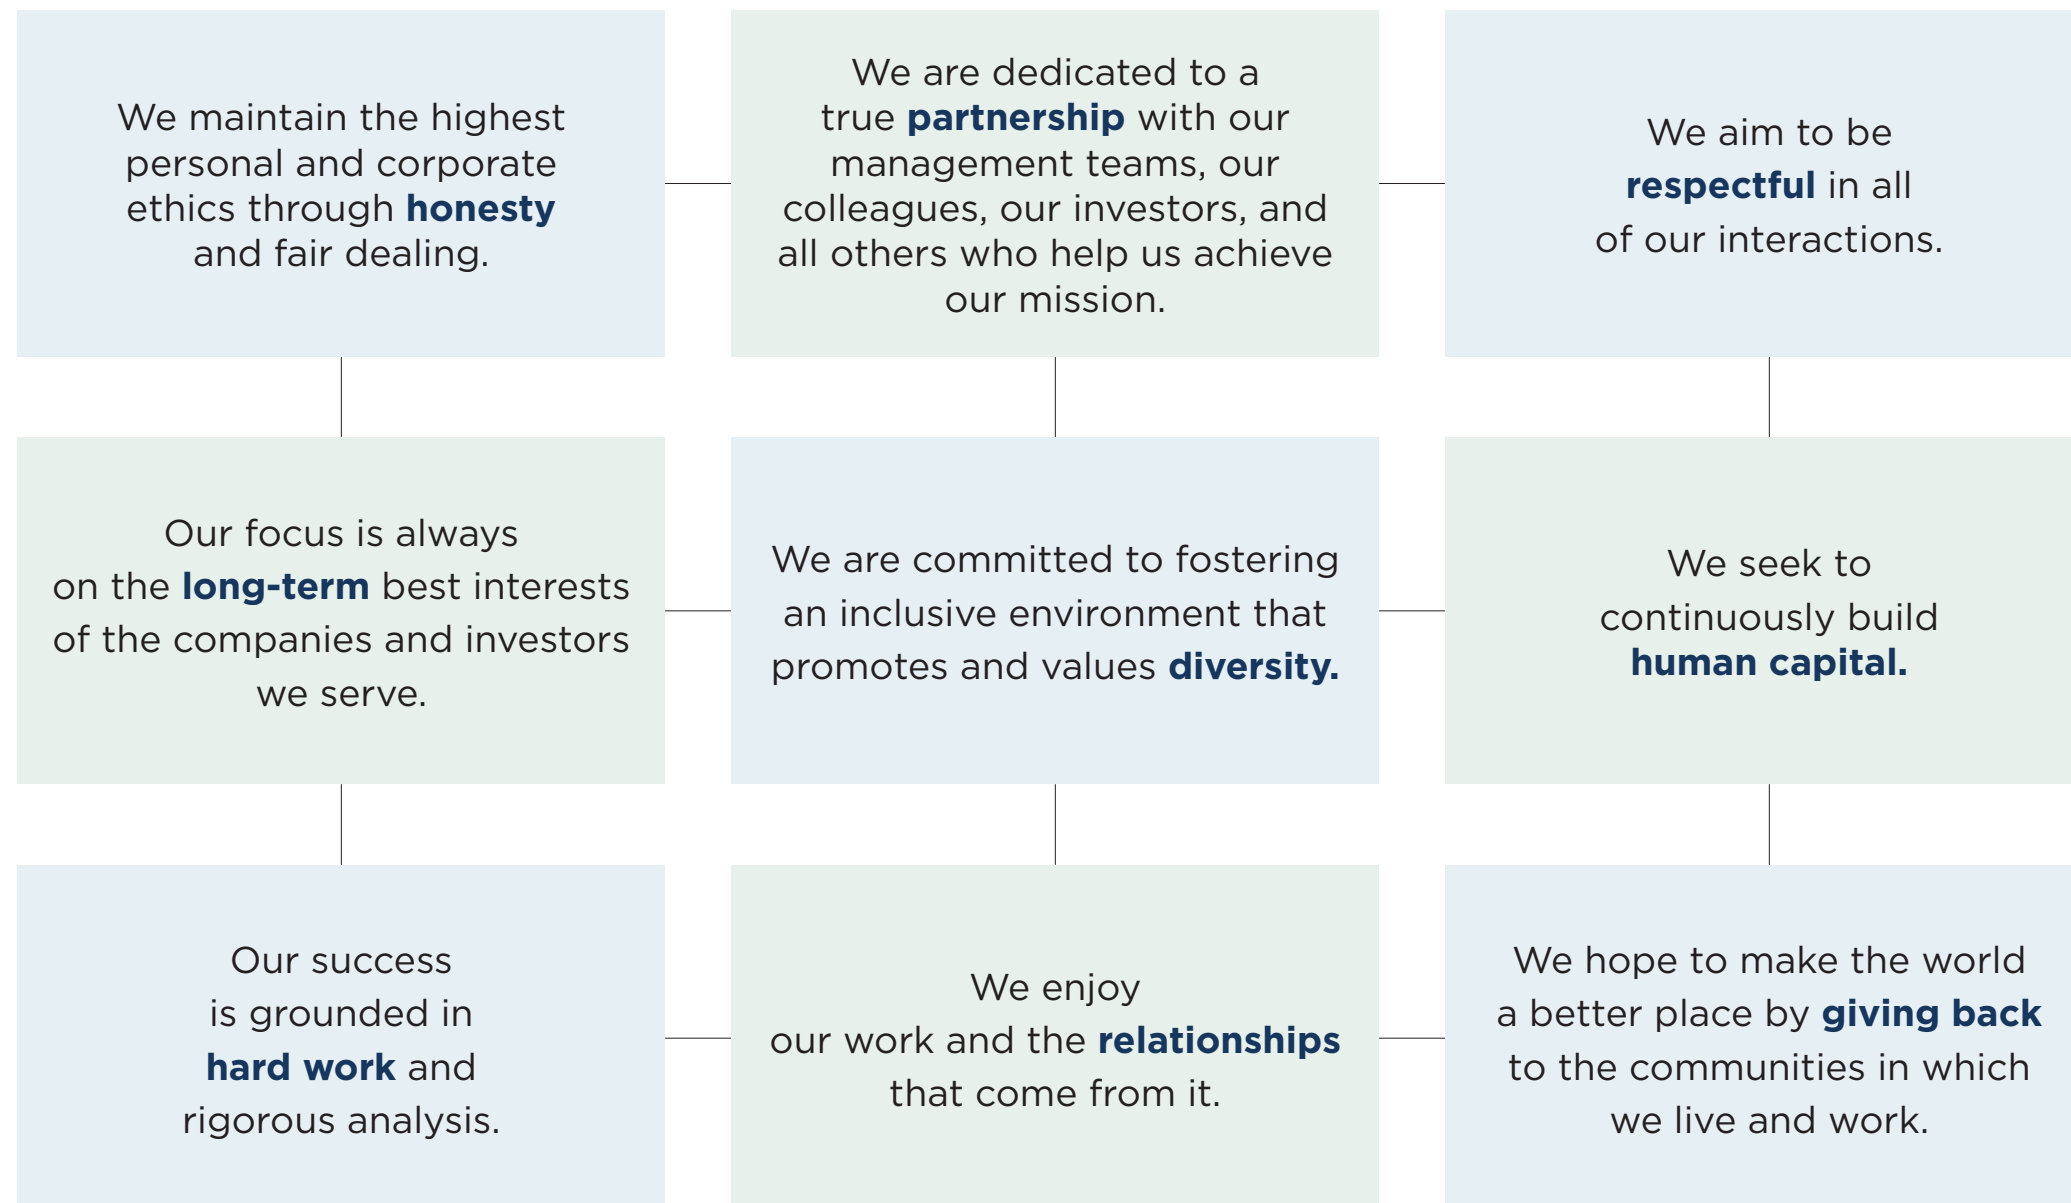 We maintain the highest
personal and corporate
ethics through honesty
and fair dealing.
We are dedicated to a
true partnership with our
management teams, our
colleagues, our investors, and
all others who help us achieve
our mission.
We aim to be
respectful in all
of our interactions.
Our focus is always
on the long-term best interests
of the companies and investors
we serve.
We are committed to fostering
an inclusive environment that
promotes and values diversity.
We seek to
continuously build
human capital.
Our success
is grounded in
hard work and
rigorous analysis.
We enjoy
our work and the relationships
that come from it.
We hope to make the world
a better place by giving back
to the communities in which
we live and work.